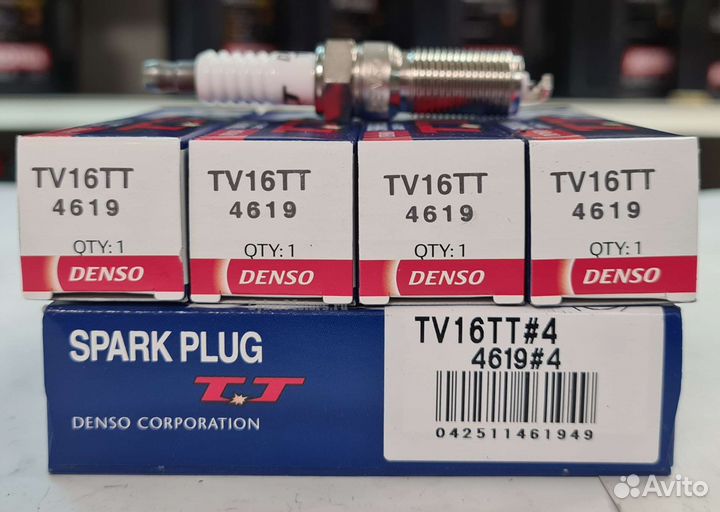 TV16TT
4619
QTY: 1
DENSO
TV16TT
4619
QTY: 1
DENSO
TV16TT
4619
QTY: 1
DENSO
TV16TT
4619
QTY: 1
DENSO
SPARK PLUG
TT
DENSO CORPORATION
TV16TT#4
4619#4
042511461949
Avito